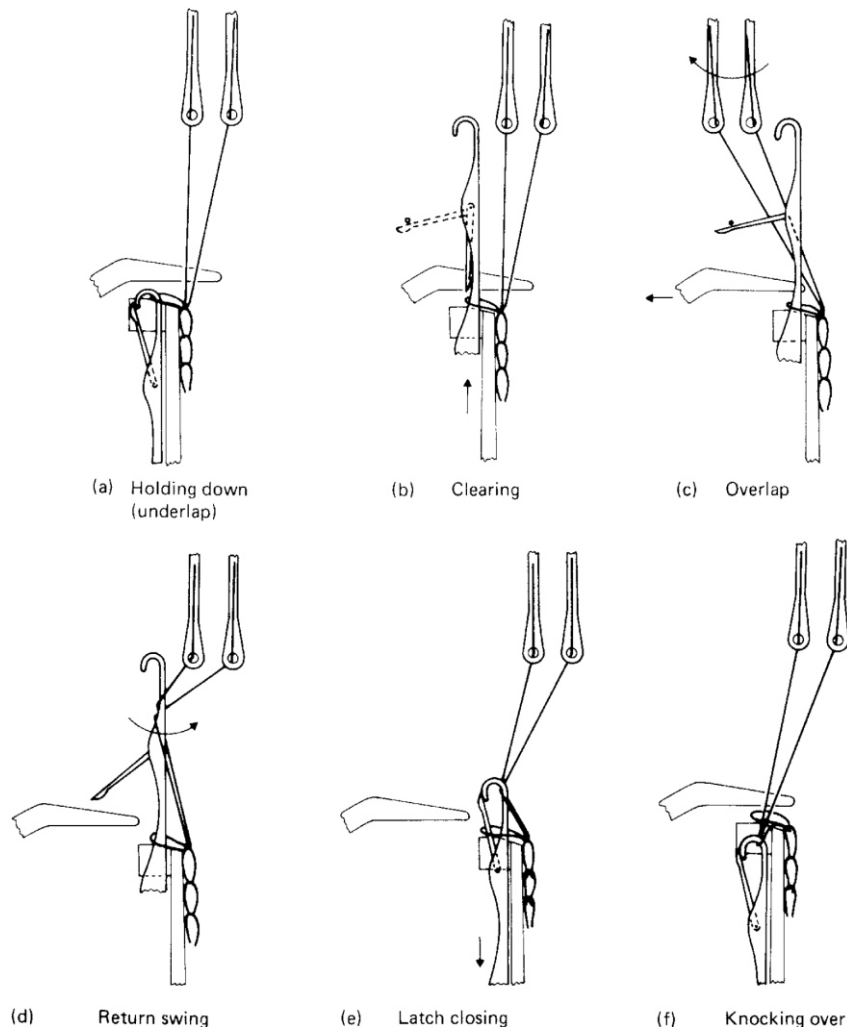 (a) Holding down
(underlap)
(b) Clearing
(c) Overlap
(d) Return swing
(e) Latch closing
(f) Knocking over